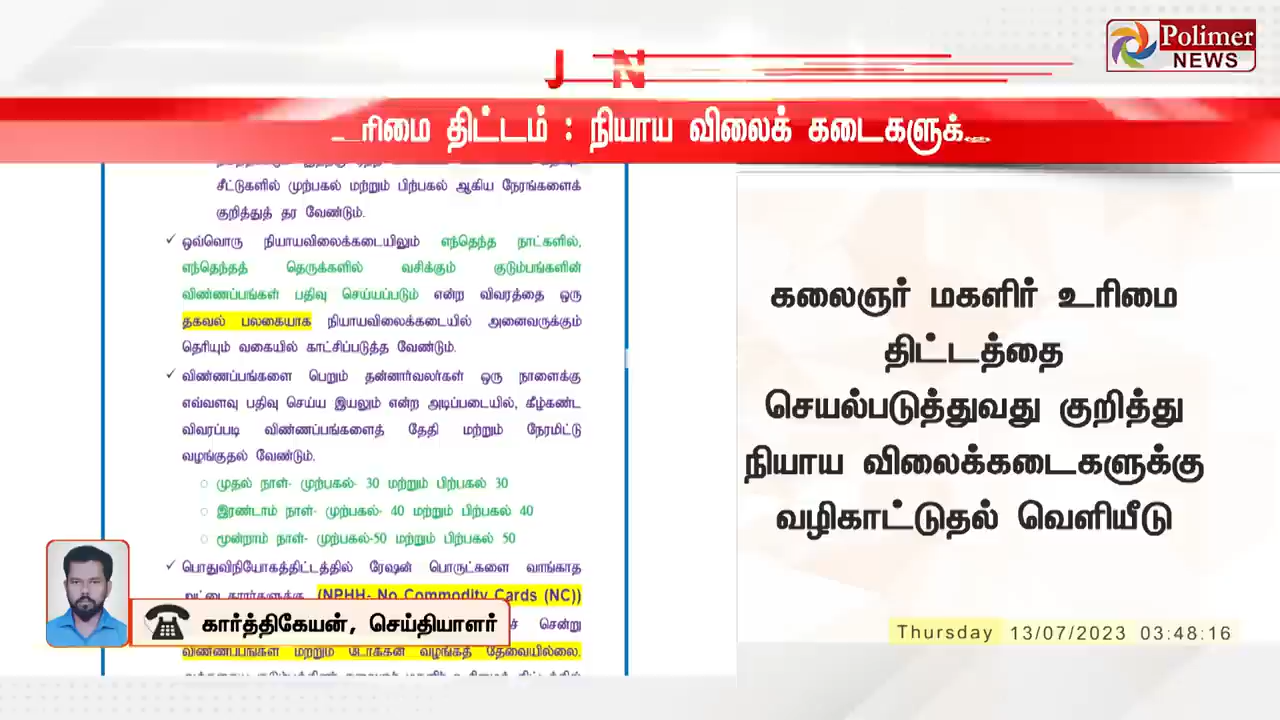 Polimer
NEWS
J N
ரிமை திட்டம் : நியாய விலைக் கடைகளுக்...
சீட்டுகளில் முற்பகல் மற்றும் பிற்பகல் ஆகிய நேரங்களைக்
குறித்துத் தர வேண்டும்.
✓ ஒவ்வொரு நியாயவிலைக்கடையிலும் எந்தெந்த நாட்களில்,
எந்தெந்தத் தெருக்களில் வசிக்கும் குடும்பங்களின்
விண்ணப்பங்கள் பதிவு செய்யப்படும் என்ற விவரத்தை ஒரு
தகவல் பலகையாக நியாயவிலைக்கடையில் அனைவருக்கும்
தெரியும் வகையில் காட்சிப்படுத்த வேண்டும்.
✓ விண்ணப்பங்களை பெறும் தன்னார்வலர்கள் ஒரு நாளைக்கு
எவ்வளவு பதிவு செய்ய இயலும் என்ற அடிப்படையில், கீழ்கண்ட
விவரப்படி விண்ணப்பங்களைத் தேதி மற்றும் நேரமிட்டு
வழங்குதல் வேண்டும்.
○ முதல் நாள்- முற்பகல்- 30 மற்றும் பிற்பகல் 30
○ இரண்டாம் நாள்- முற்பகல்- 40 மற்றும் பிற்பகல் 40
○ மூன்றாம் நாள்- முற்பகல்-50 மற்றும் பிற்பகல் 50
✓ பொதுவிநியோகத்திட்டத்தில் ரேஷன் பொருட்களை வாங்காத
அட்டைதாரர்களுக்கு (NPHH- No Commodity Cards (NC))
சென்று
விண்ணப்பங்கள் மற்றும் டோக்கன் வழங்கத் தேவையில்லை.
கார்த்திகேயன், செய்தியாளர்
கலைஞர் மகளிர் உரிமை
திட்டத்தை
செயல்படுத்துவது குறித்து
நியாய விலைக்கடைகளுக்கு
வழிகாட்டுதல் வெளியீடு
Thursday 13/07/2023 03:48:16